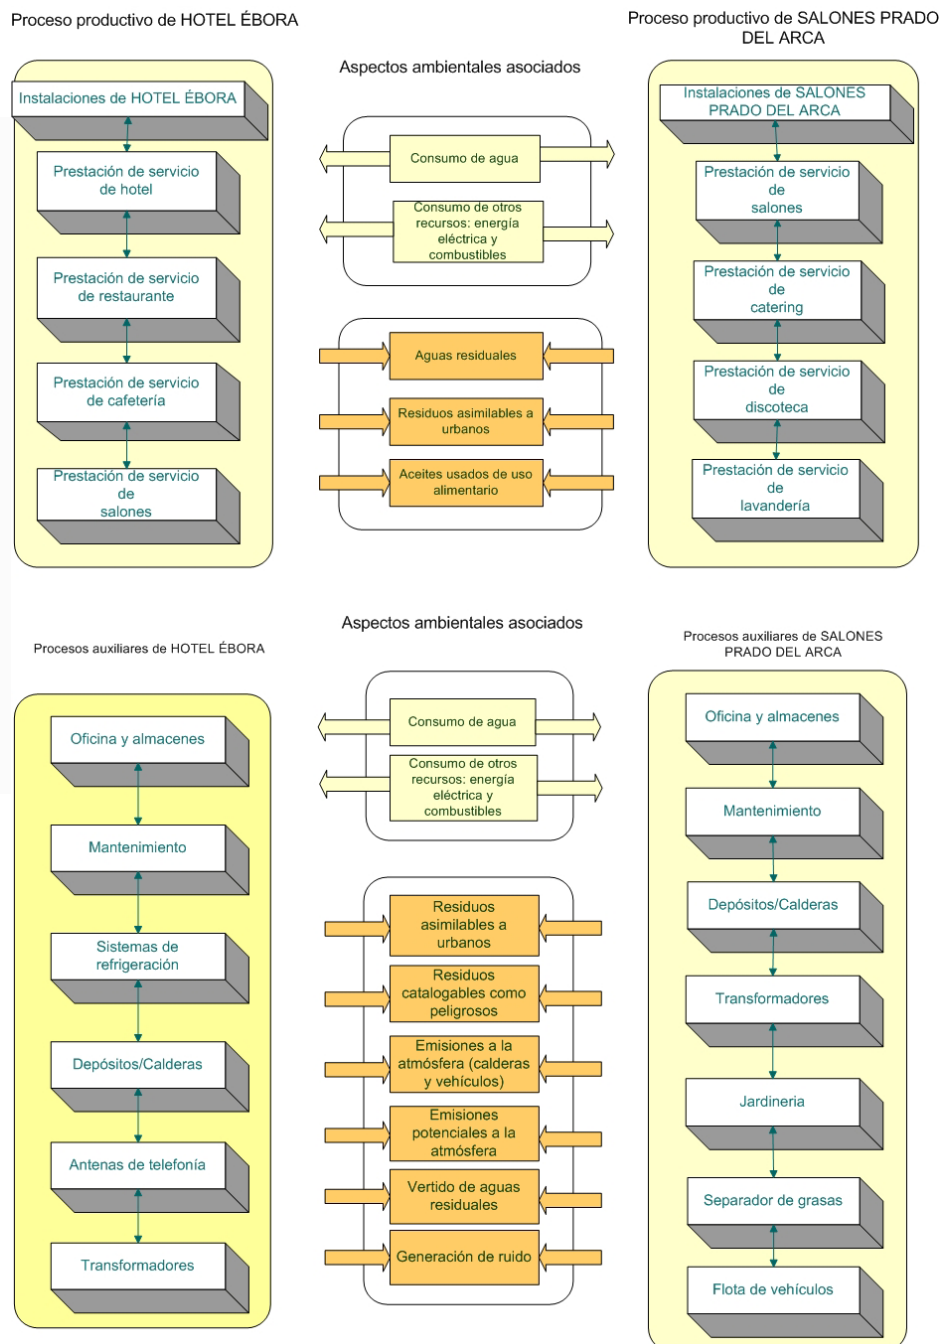 Proceso productivo de HOTEL ÉBORA
Instalaciones de HOTEL ÉBORA
Prestación de servicio
de hotel
Prestación de servicio
de restaurante
Prestación de servicio
de cafetería
Prestación de servicio
de
salones
Aspectos ambientales asociados
Consumo de agua
Consumo de otros
recursos: energía
eléctrica y
combustibles
Aguas residuales
Residuos asimilables a
urbanos
Aceites usados de uso
alimentario
Proceso productivo de SALONES PRADO
DEL ARCA
Instalaciones de SALONES
PRADO DEL ARCA
Prestación de servicio
de
salones
Prestación de servicio
de
catering
Prestación de servicio
de
discoteca
Prestación de servicio
de
lavandería
Procesos auxiliares de HOTEL ÉBORA
Oficina y almacenes
Mantenimiento
Sistemas de
refrigeración
Depósitos/Calderas
Antenas de telefonía
Transformadores
Aspectos ambientales asociados
Consumo de agua
Consumo de otros
recursos: energía
eléctrica y
combustibles
Residuos
asimilables a
urbanos
Residuos
catalogables como
peligrosos
Emisiones a la
atmósfera (calderas
y vehículos)
Emisiones
potenciales a la
atmósfera
Vertido de aguas
residuales
Generación de ruido
Procesos auxiliares de SALONES
PRADO DEL ARCA
Oficina y almacenes
Mantenimiento
Depósitos/Calderas
Transformadores
Jardineria
Separador de grasas
Flota de vehículos